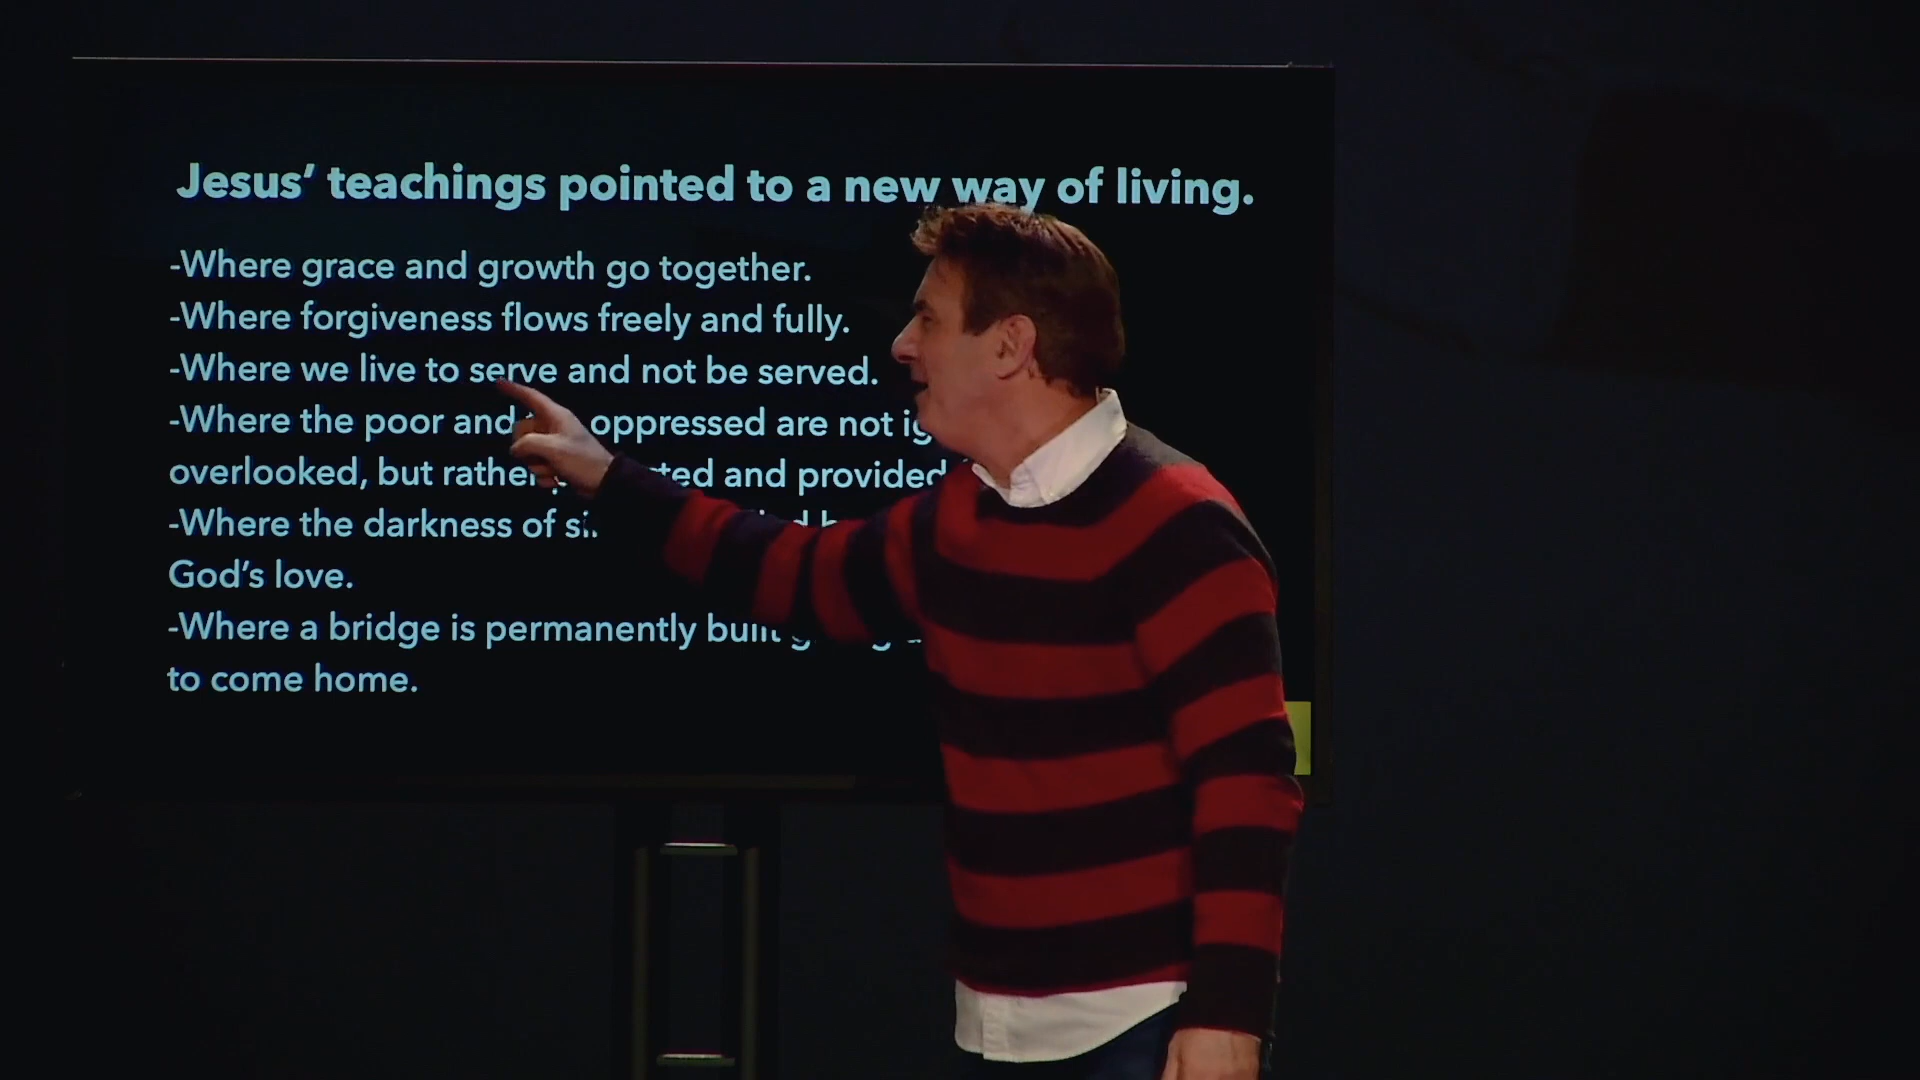 Jesus’ teachings pointed to a new way of living.
-Where grace and growth go together.
-Where forgiveness flows freely and fully.
-Where we live to serve and not be served.
-Where the poor and oppressed are not
overlooked, but and provided
-Where the darkness of
God’s love.
-Where a bridge is permanently built
to come home.